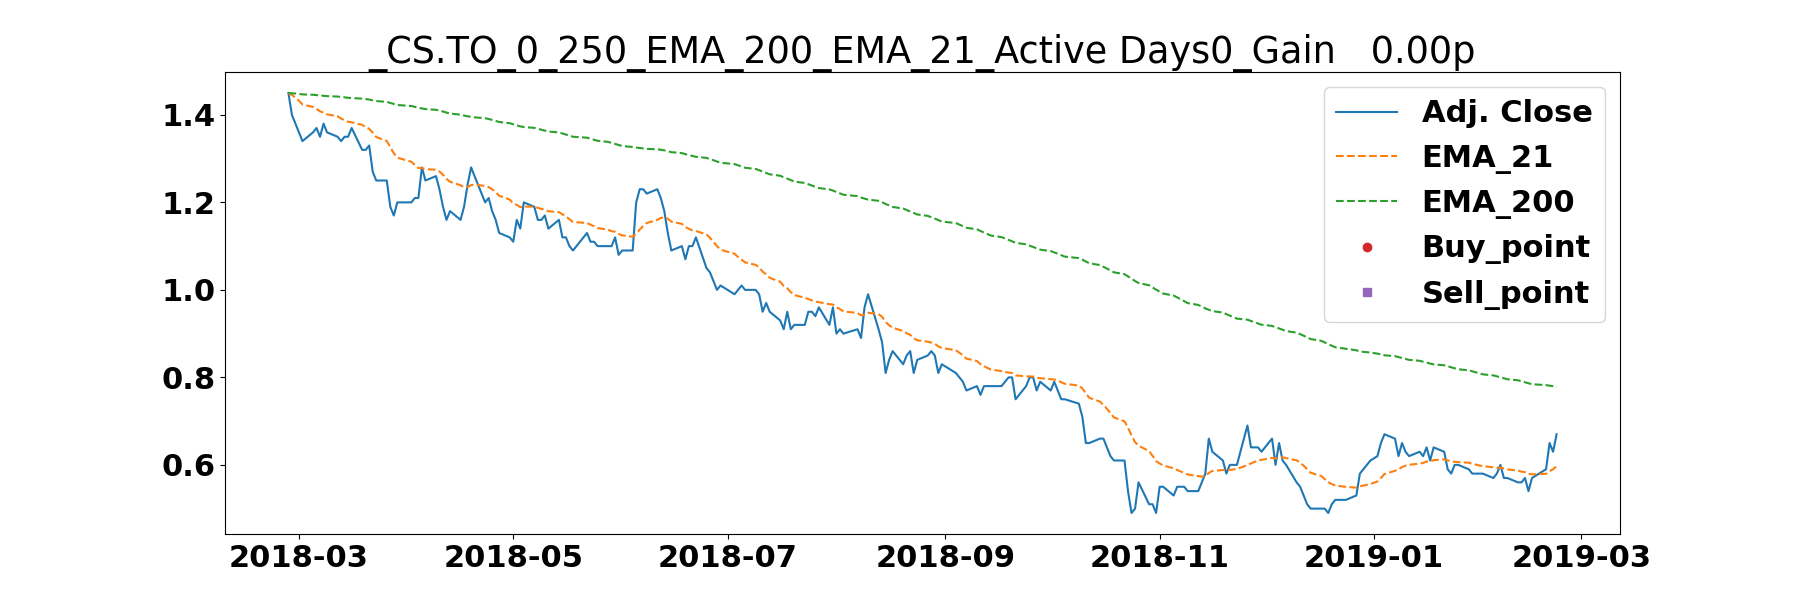 _CS.TO_0_250_EMA_200_EMA_21_Active Days0_Gain   0.00p
1.4
1.2
1.0
0.8
0.6
Adj. Close
EMA_21
EMA_200
Buy_point
Sell_point
2018-03 2018-05 2018-07 2018-09 2018-11 2019-01 2019-03